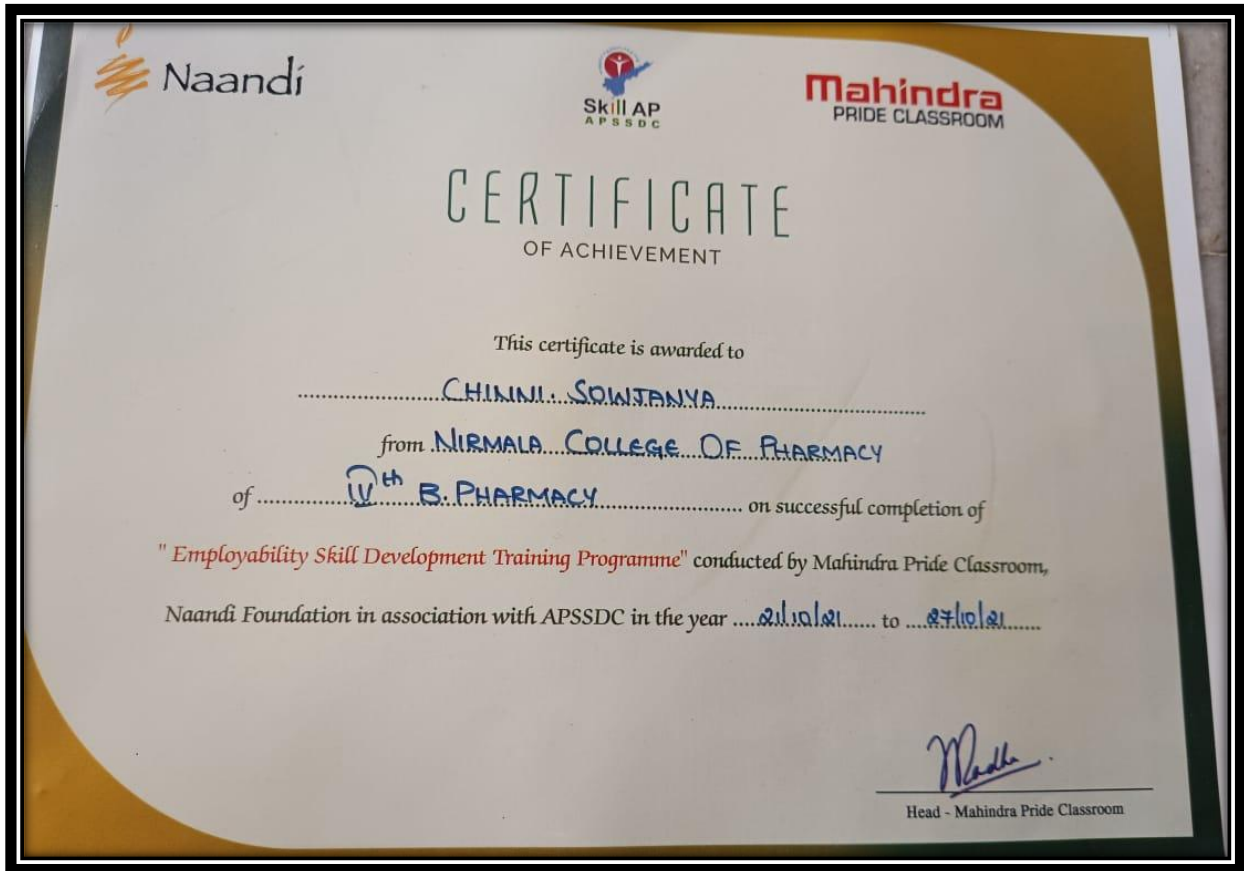 Naandi
Skill AP
APSSDC
Mahindra
PRIDE CLASSROOM
CERTIFICATE
OF ACHIEVEMENT
This certificate is awarded to
CHINNI. SOWJANYA
from NIRMALA COLLEGE OF PHARMACY
of IVth B. PHARMACY on successful completion of
" Employability Skill Development Training Programme" conducted by Mahindra Pride Classroom,
Naandi Foundation in association with APSSDC in the year 21/10/21 to 27/10/21
Head - Mahindra Pride Classroom